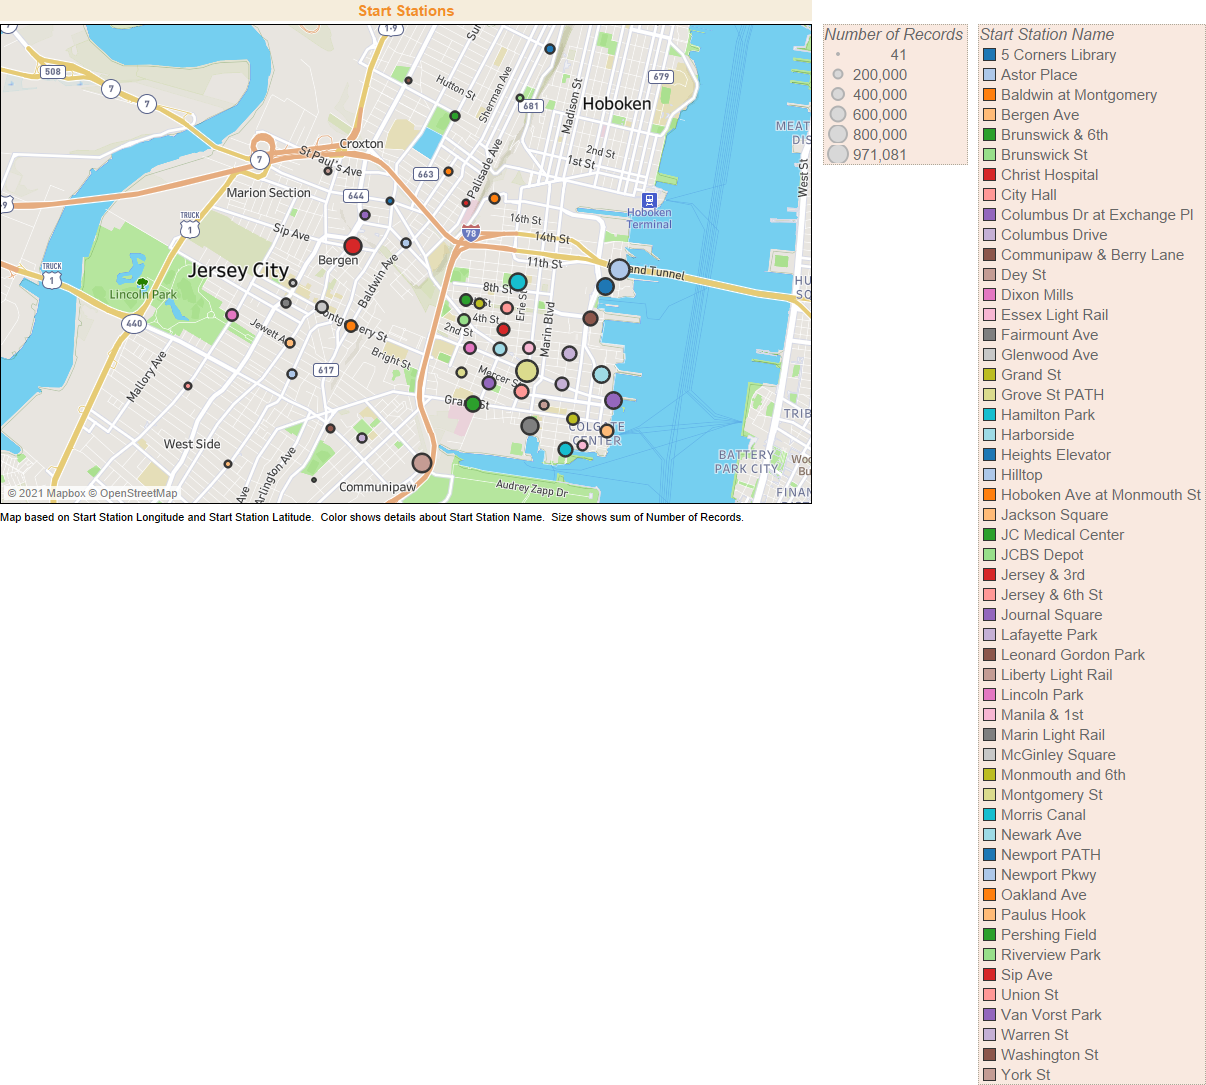 Start Stations
1-9
508
7
7
Hutton St
Sherman Ave
681
Madison St
Hoboken
679
Croxton
St Paul's Ave
7
663
Palisade Ave
2nd St
1st St
West St
Marion Section
644
Hoboken
Terminal
TRUCK
1
16th St
78
14th St
Sip Ave
Bergen
Baldwin Ave
11th St
Tunnel
TRUCK
1
Jersey City
Lincoln Park
8th St
Erie St
Marin Blvd
440
4th St
2nd St
Bright St
617
Mercer St
Mallory Ave
West Side
COLGATE
CENTER
BATTERY
PARK CITY
Arlington Ave
Communipaw
Audrey Zapp Dr
© 2021 Mapbox © OpenStreetMap
Map based on Start Station Longitude and Start Station Latitude.  Color shows details about Start Station Name.  Size shows sum of Number of Records.
Number of Records
41
200,000
400,000
600,000
800,000
971,081
Start Station Name
5 Corners Library
Astor Place
Baldwin at Montgomery
Bergen Ave
Brunswick & 6th
Brunswick St
Christ Hospital
City Hall
Columbus Dr at Exchange Pl
Columbus Drive
Communipaw & Berry Lane
Dey St
Dixon Mills
Essex Light Rail
Fairmount Ave
Glenwood Ave
Grand St
Grove St PATH
Hamilton Park
Harborside
Heights Elevator
Hilltop
Hoboken Ave at Monmouth St
Jackson Square
JC Medical Center
JCBS Depot
Jersey & 3rd
Jersey & 6th St
Journal Square
Lafayette Park
Leonard Gordon Park
Liberty Light Rail
Lincoln Park
Manila & 1st
Marin Light Rail
McGinley Square
Monmouth and 6th
Montgomery St
Morris Canal
Newark Ave
Newport PATH
Newport Pkwy
Oakland Ave
Paulus Hook
Pershing Field
Riverview Park
Sip Ave
Union St
Van Vorst Park
Warren St
Washington St
York St